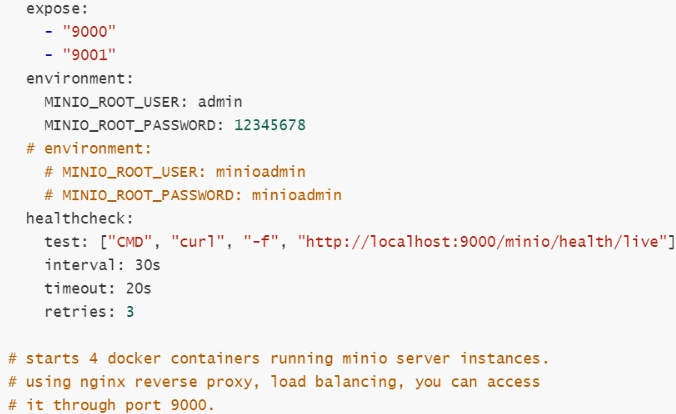 expose:
- "9000"
- "9001"
environment:
MINIO_ROOT_USER: admin
MINIO_ROOT_PASSWORD: 12345678
# environment:
# MINIO_ROOT_USER: minioadmin
# MINIO_ROOT_PASSWORD: minioadmin
healthcheck:
test: ["CMD", "curl", "-f", "http://localhost:9000/minio/health/live"]
interval: 30s
timeout: 20s
retries: 3
# starts 4 docker containers running minio server instances.
# using nginx reverse proxy, load balancing, you can access
# it through port 9000.